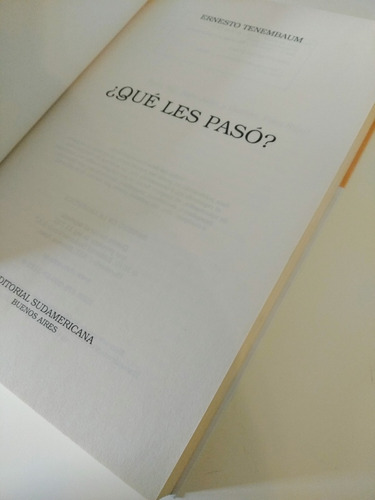 ERNESTO TENEMBAUM
¿QUÉ LES PASÓ?
EDITORIAL SUDAMERICANA
BUENOS AIRES